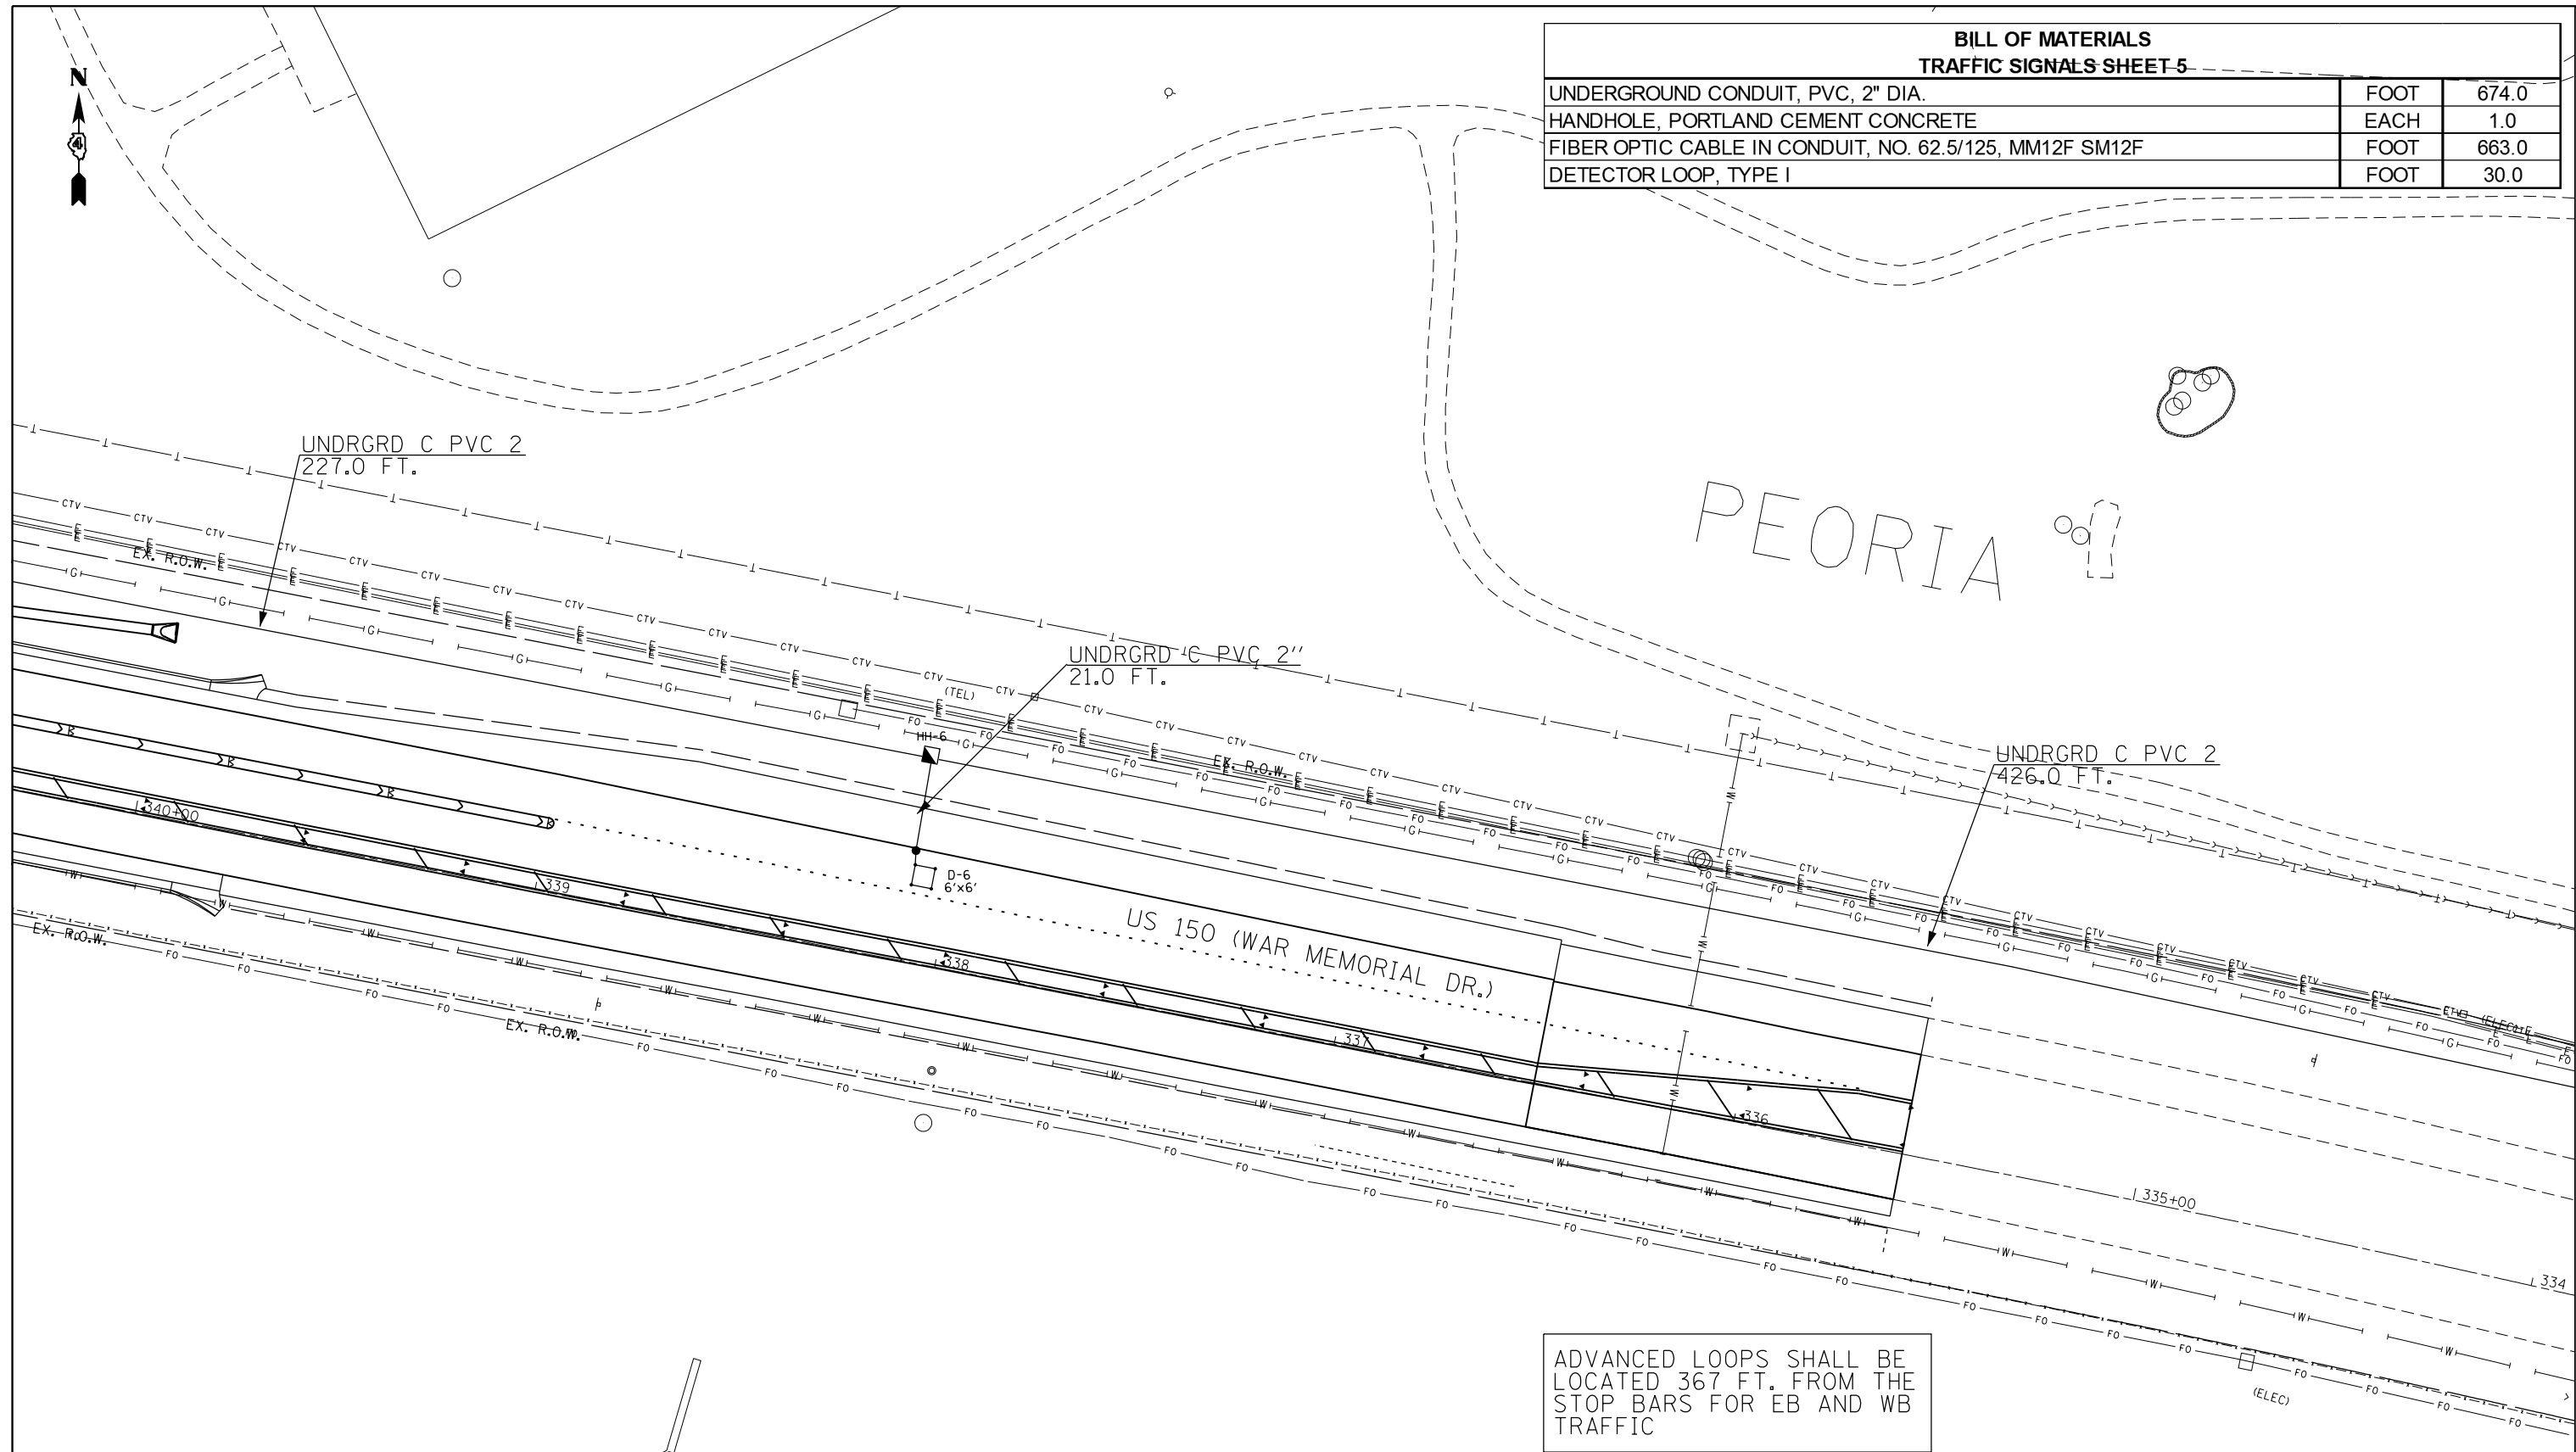 N
4
BILL OF MATERIALS
TRAFFIC SIGNALS SHEET 5
UNDERGROUND CONDUIT, PVC, 2" DIA. FOOT 674.0
HANDHOLE, PORTLAND CEMENT CONCRETE EACH 1.0
FIBER OPTIC CABLE IN CONDUIT, NO. 62.5/125, MM12F SM12F FOOT 663.0
DETECTOR LOOP, TYPE I FOOT 30.0
UNDRGRD C PVC 2
227.0 FT.
PEORIA
EX. R.O.W.
UNDRGRD C PVC 2''
21.0 FT.
(TEL)
HH-6
EX. R.O.W.
UNDRGRD C PVC 2
426.0 FT.
340+00
339
D-6
6'x6'
US 150 (WAR MEMORIAL DR.)
338
337
336
335+00
334
EX. R.O.W.
EX. R.O.W.
(ELEC)
ADVANCED LOOPS SHALL BE
LOCATED 367 FT. FROM THE
STOP BARS FOR EB AND WB
TRAFFIC